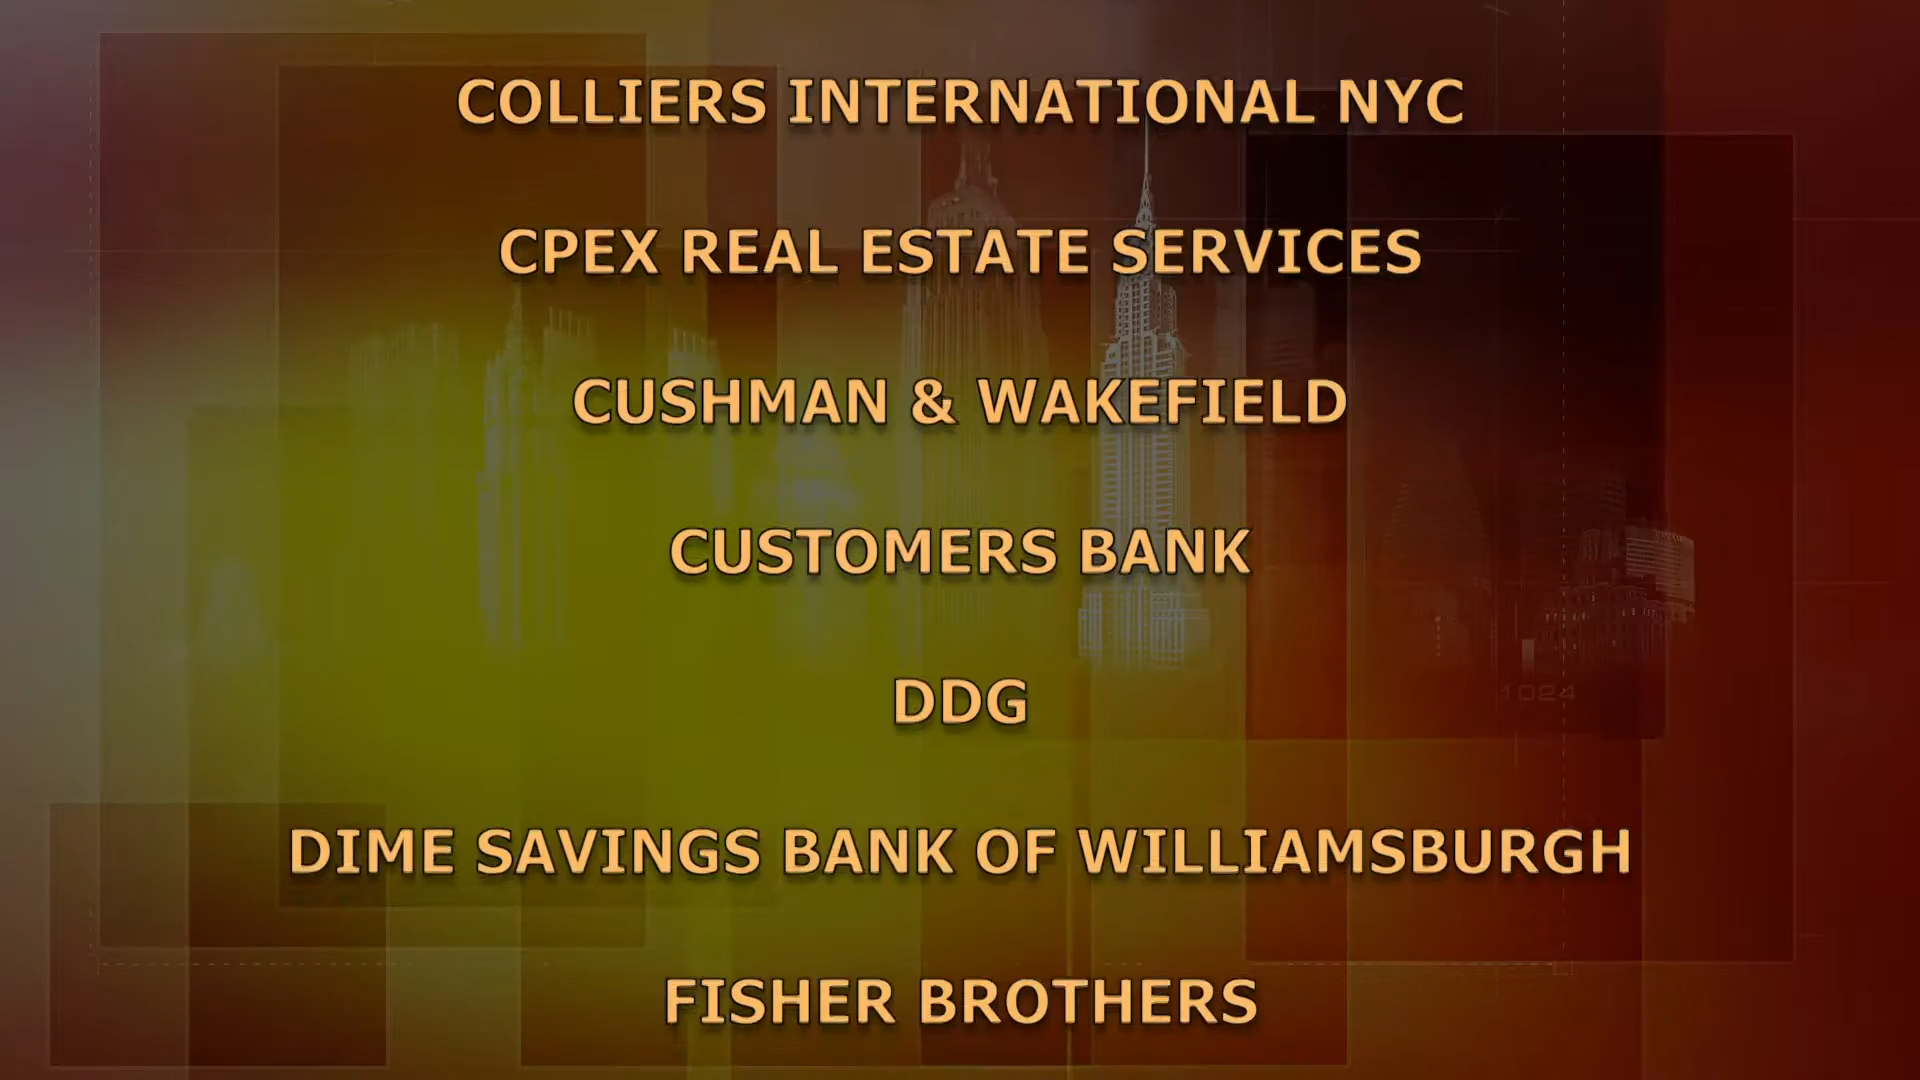 COLLIERS INTERNATIONAL NYC
CPEX REAL ESTATE SERVICES
CUSHMAN & WAKEFIELD
CUSTOMERS BANK
DDG
1024
DIME SAVINGS BANK OF WILLIAMSBURGH
FISHER BROTHERS